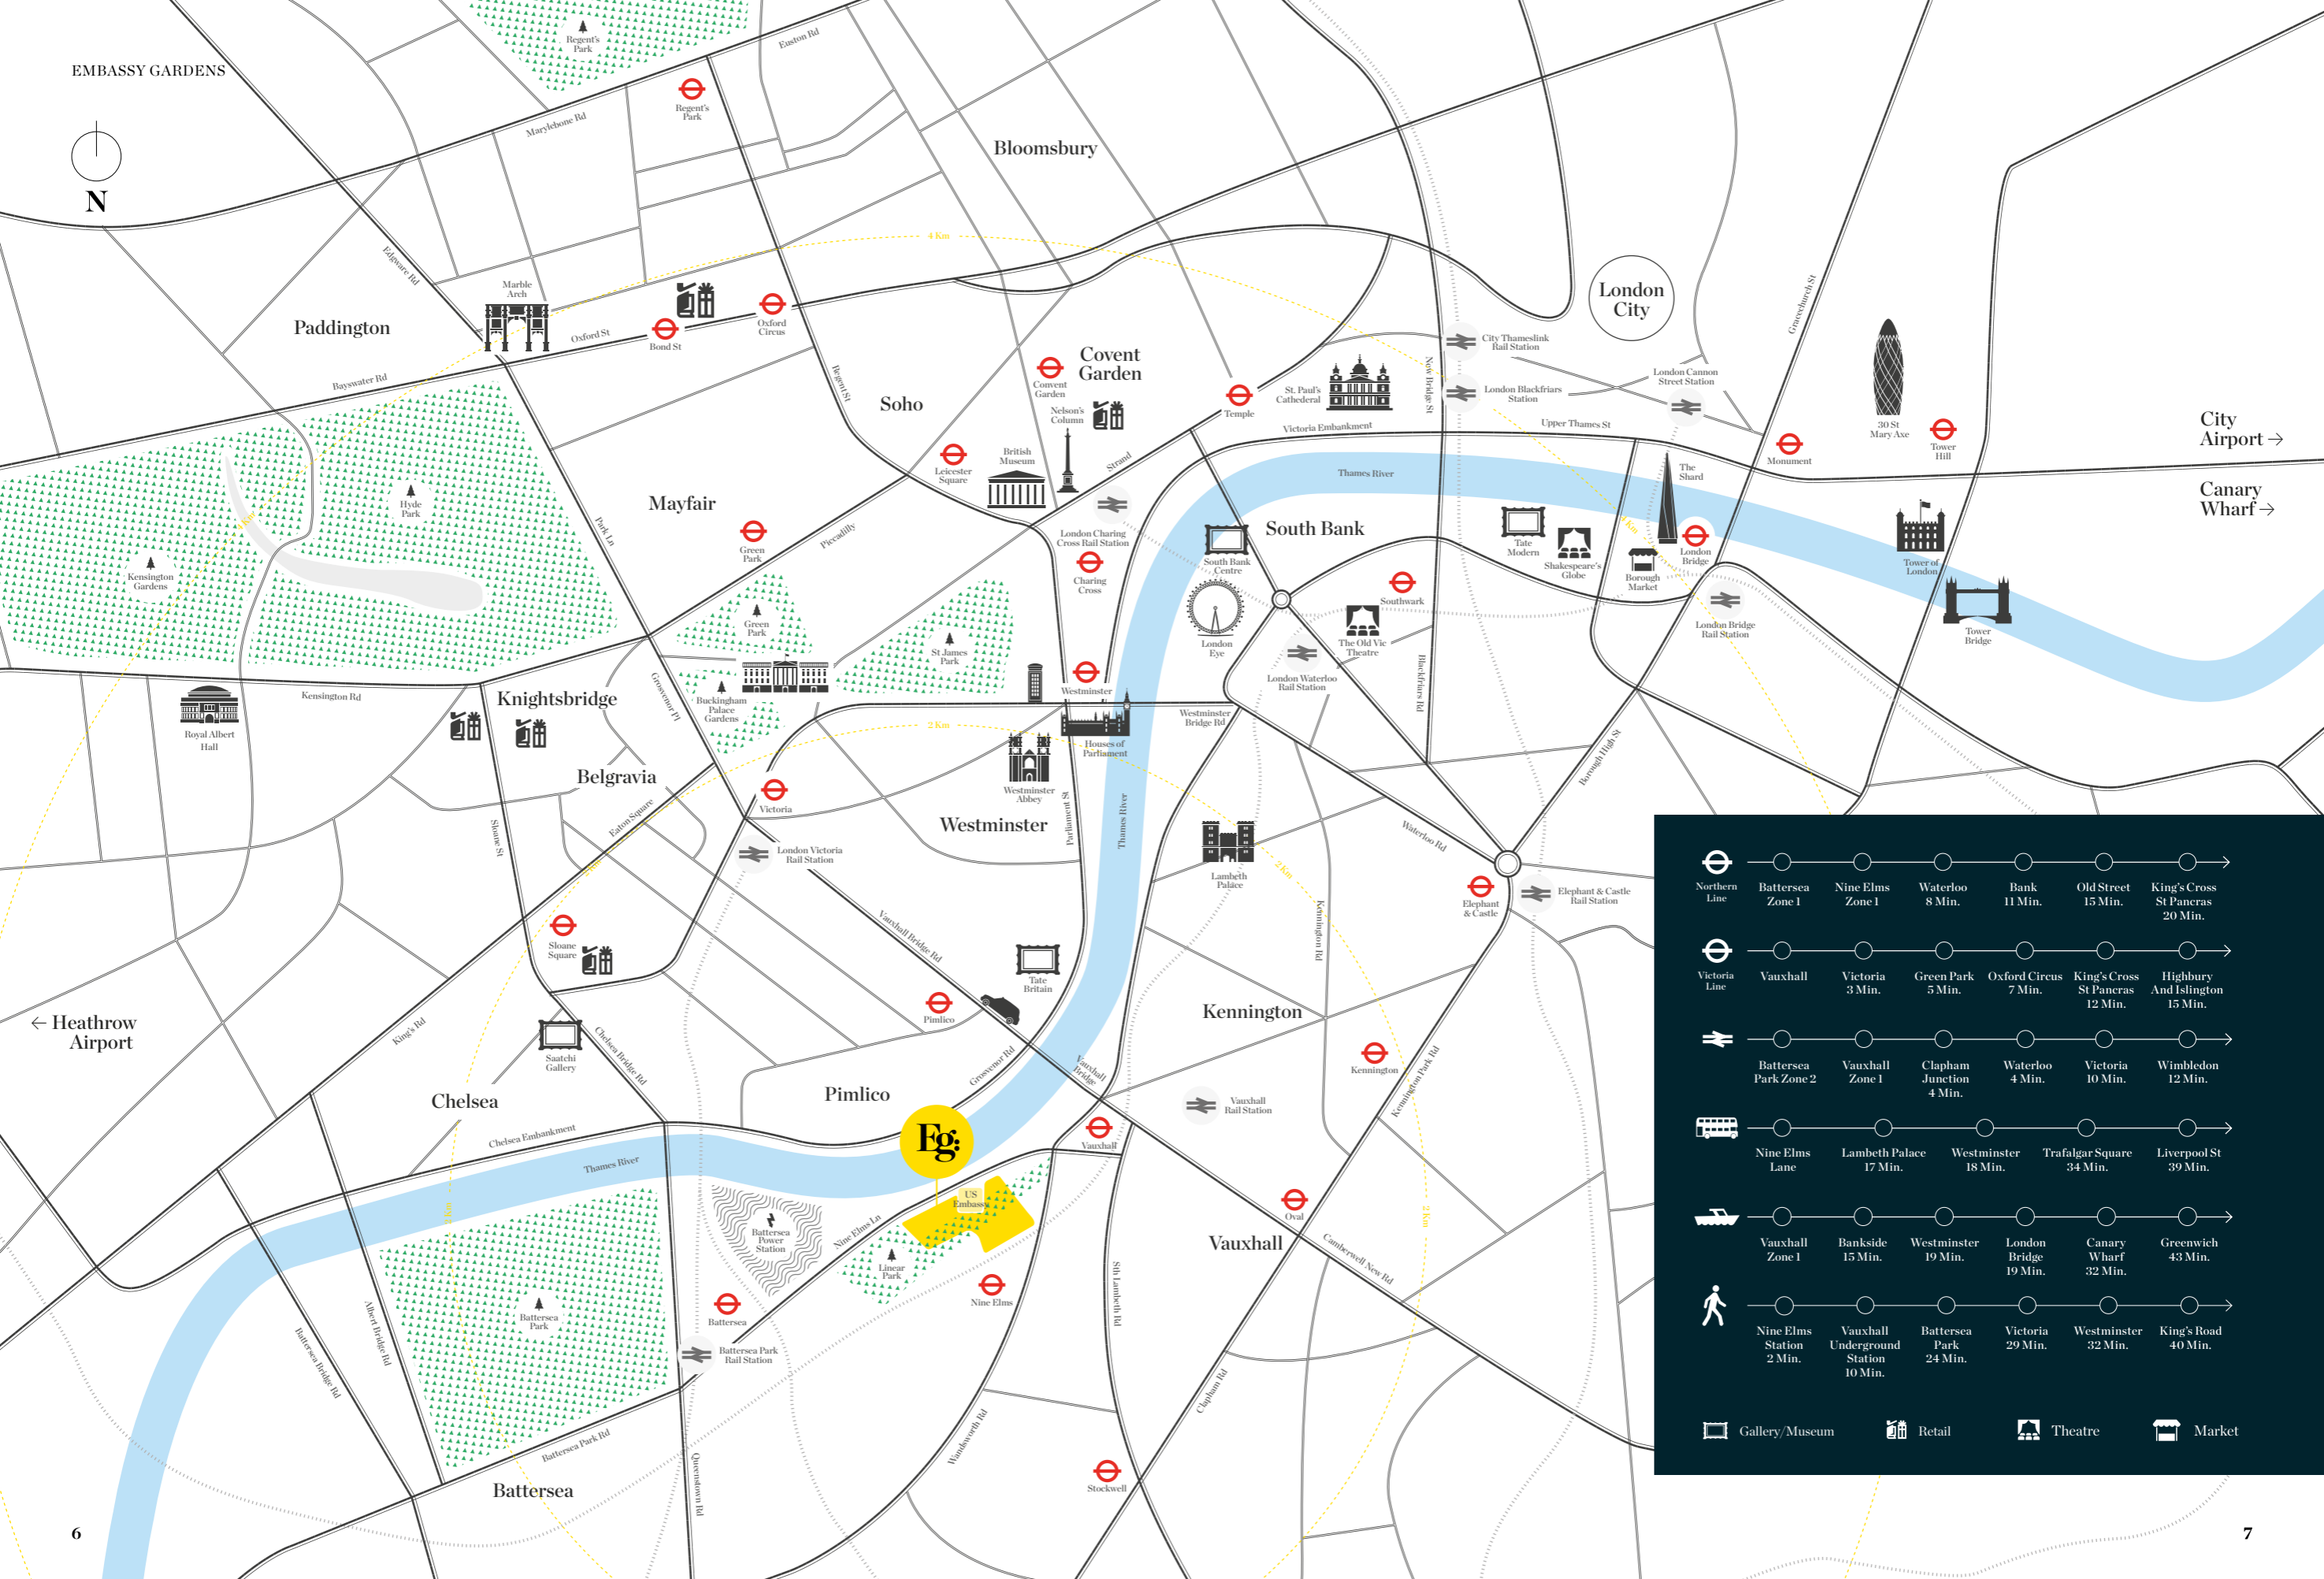 EMBASSY GARDENS
N
Regent's
Park
Euston Rd
Regent's
Park
Marylebone Rd
Bloomsbury
4 Km
Edgware Rd
Marble
Arch
Paddington
Oxford St
Bond St
Oxford
Circus
Bayswater Rd
Regent St
Soho
Covent
Garden
Convent
Garden
Nelson's
Column
Temple
St. Paul's
Cathederal
New Bridge St
City Thameslink
Rail Station
London Blackfriars
Station
London
City
London Cannon
Street Station
Gracechurch St
30 St
Mary Axe
Tower
Hill
Monument
City
Airport →
Canary
Wharf →
Victoria Embankment
Upper Thames St
Thames River
Leicester
Square
British
Museum
Strand
Mayfair
Hyde
Park
4 Km
Kensington
Gardens
Park Ln
Green
Park
Piccadilly
London Charing
Cross Rail Station
Charing
Cross
South Bank
South Bank
Centre
London
Eye
Southwark
The Old Vic
Theatre
London Waterloo
Rail Station
Tate
Modern
Shakespeare's
Globe
4 Km
Borough
Market
The
Shard
London
Bridge
London Bridge
Rail Station
Tower of
London
Tower
Bridge
Green
Park
St James
Park
Buckingham
Palace
Gardens
Grosvenor Pl
Kensington Rd
Royal Albert
Hall
Knightsbridge
Belgravia
Westminster
2 Km
Houses of
Parliament
Westminster
Bridge Rd
Westminster
Abbey
Blackfriars Rd
Borough High St
Sloane St
Eaton Square
2 Km
Victoria
London Victoria
Rail Station
Westminster
Parliament St
Thames River
Lambeth
Palace
2 Km
Waterloo Rd
Elephant
& Castle
Elephant & Castle
Rail Station
Kennington Rd
Sloane
Square
Vauxhall Bridge Rd
Tate
Britain
Pimlico
Kennington
← Heathrow
Airport
King's Rd
Saatchi
Gallery
Chelsea Bridge Rd
Grosvenor Rd
Vauxhall
Bridge
Kennington
Kennington Park Rd
Chelsea
Pimlico
Vauxhall
Rail Station
Vauxhall
Chelsea Embankment
Thames River
Eg:
2 Km
US
Embassy
Battersea
Power
Station
Nine Elms Ln
Linear
Park
Nine Elms
Oval
Vauxhall
2 Km
Camberwell New Rd
Battersea
Park
Battersea
Battersea Park
Rail Station
Albert Bridge Rd
Battersea Bridge Rd
Sth Lambeth Rd
Clapham Rd
Wandsworth Rd
Battersea Park Rd
Queenstown Rd
Battersea
Stockwell
Northern
Line
Battersea
Zone 1
Nine Elms
Zone 1
Waterloo
8 Min.
Bank
11 Min.
Old Street
15 Min.
King's Cross
St Pancras
20 Min.
Victoria
Line
Vauxhall
Victoria
3 Min.
Green Park
5 Min.
Oxford Circus
7 Min.
King's Cross
St Pancras
12 Min.
Highbury
And Islington
15 Min.
Battersea
Park Zone 2
Vauxhall
Zone 1
Clapham
Junction
4 Min.
Waterloo
4 Min.
Victoria
10 Min.
Wimbledon
12 Min.
Nine Elms
Lane
Lambeth Palace
17 Min.
Westminster
18 Min.
Trafalgar Square
34 Min.
Liverpool St
39 Min.
Vauxhall
Zone 1
Bankside
15 Min.
Westminster
19 Min.
London
Bridge
19 Min.
Canary
Wharf
32 Min.
Greenwich
43 Min.
Nine Elms
Station
2 Min.
Vauxhall
Underground
Station
10 Min.
Battersea
Park
24 Min.
Victoria
29 Min.
Westminster
32 Min.
King's Road
40 Min.
Gallery/Museum
Retail
Theatre
Market
6
7